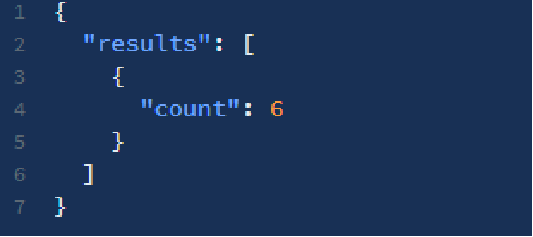 1 {
2   "results": [
3     {
4       "count": 6
5     }
6   ]
7 }